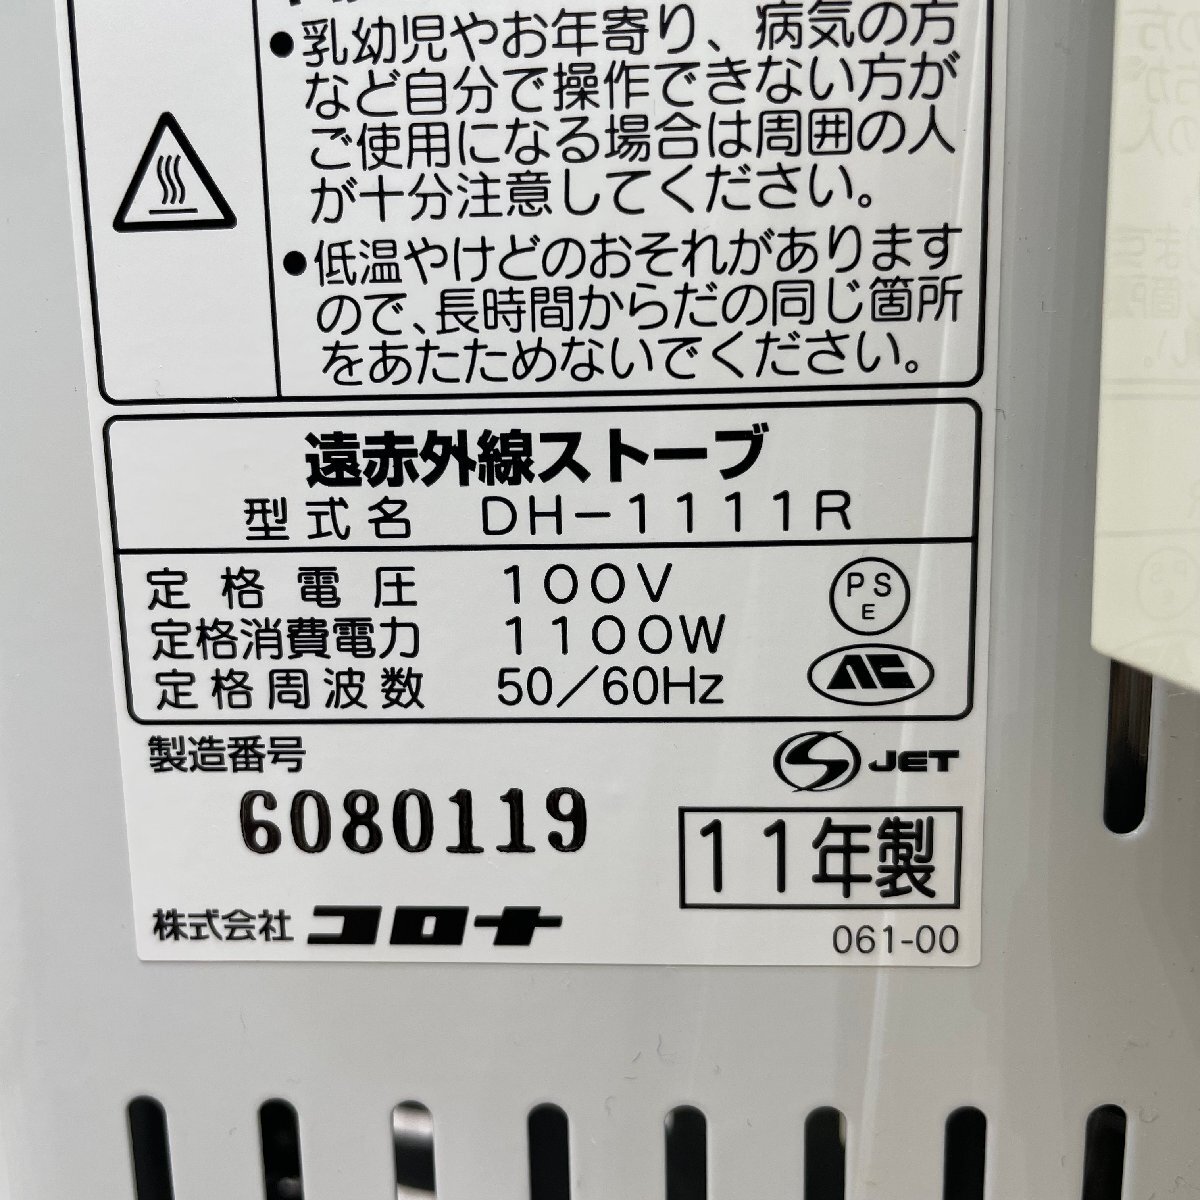 ●乳幼児やお年寄り、病気の方
など自分で操作できない方が
ご使用になる場合は周囲の人
が十分注意してください。
●低温やけどのおそれがあります
ので、長時間からだの同じ箇所
をあたためないでください。
遠赤外線ストーブ
型式名 DH-1111R
定格電圧 100V
定格消費電力 1100W
定格周波数 50/60Hz
PS
E
製造番号
6080119
JET
11年製
株式会社 コロナ
061-00